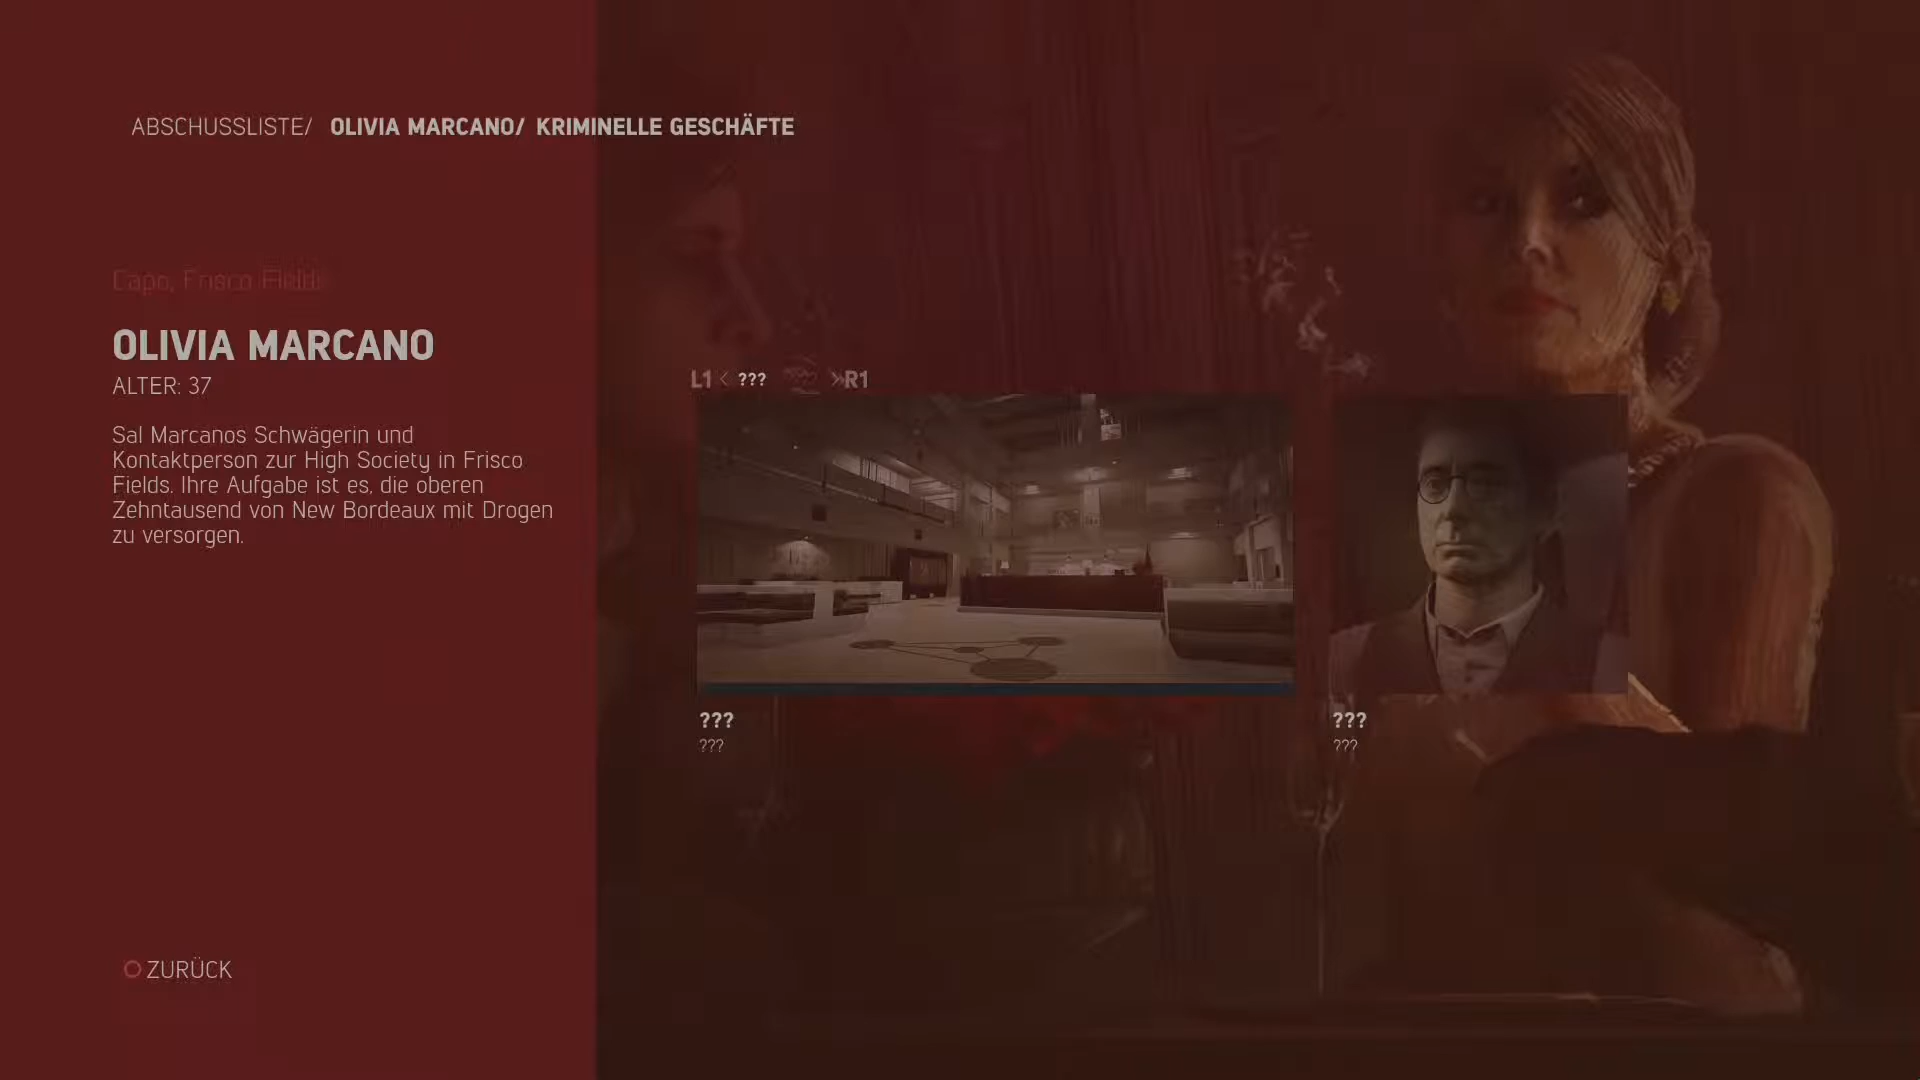 ABSCHUSSLISTE/ OLIVIA MARCANO/ KRIMINELLE GESCHÄFTE
Capo, Frisco Fields
OLIVIA MARCANO
ALTER: 37
Sal Marcanos Schwägerin und
Kontaktperson zur High Society in Frisco
Fields. Ihre Aufgabe ist es, die oberen
Zehntausend von New Bordeaux mit Drogen
zu versorgen.
L1 < ??? >> R1
???
???
???
???
ZURÜCK